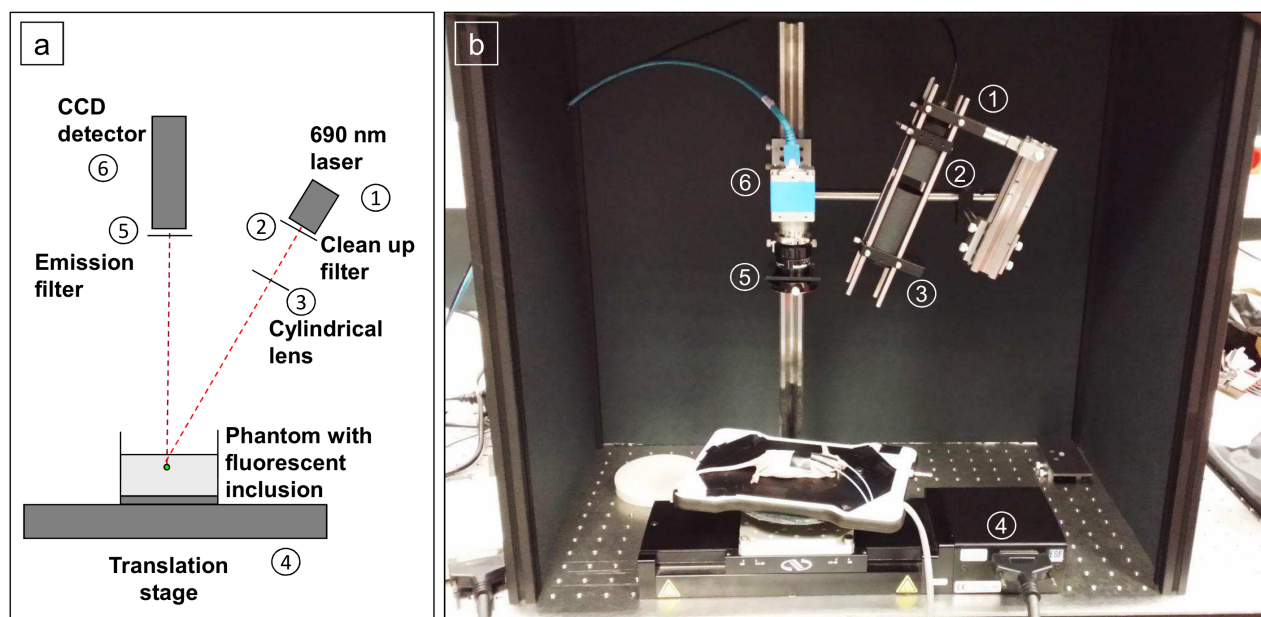 a
CCD
detector
⑥
690 nm
laser
①
②
⑤
Clean up
filter
Emission
filter
③
Cylindrical
lens
Phantom with
fluorescent
inclusion
Translation
stage
④
b
①
②
⑥
⑤
③
④
ESP